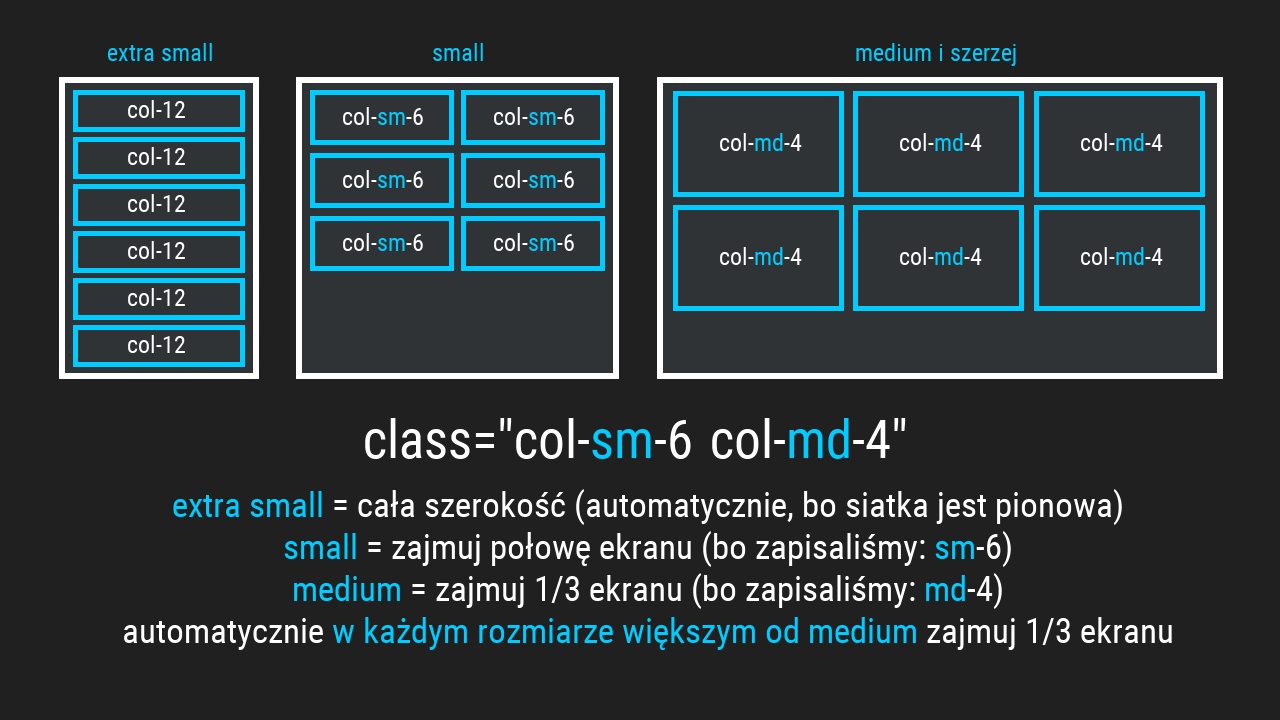 extra small
col-12
col-12
col-12
col-12
col-12
col-12
small
col-sm-6 col-sm-6
col-sm-6 col-sm-6
col-sm-6 col-sm-6
medium i szerzej
col-md-4 col-md-4 col-md-4
col-md-4 col-md-4 col-md-4
class="col-sm-6 col-md-4"
extra small = cała szerokość (automatycznie, bo siatka jest pionowa)
small = zajmuj połowę ekranu (bo zapisaliśmy: sm-6)
medium = zajmuj 1/3 ekranu (bo zapisaliśmy: md-4)
automatycznie w każdym rozmiarze większym od medium zajmuj 1/3 ekranu